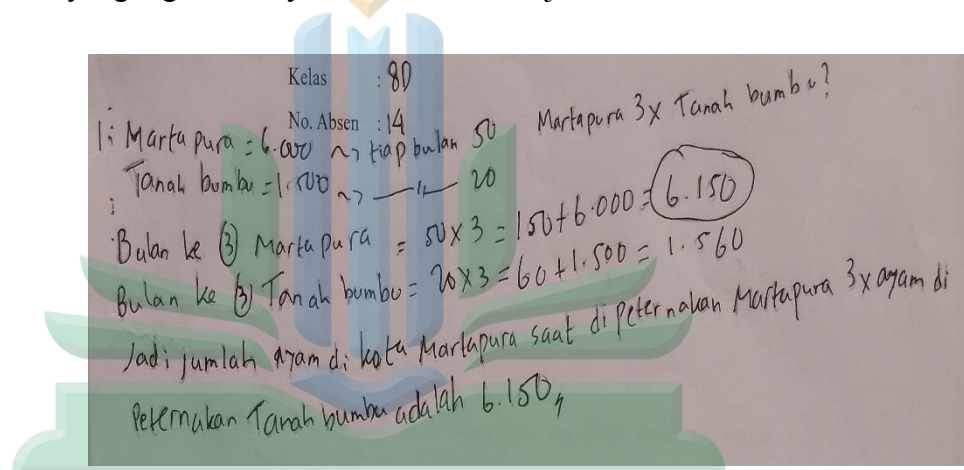 Kelas : 8D
No. Absen : 14
1. Martapura = 6.000 ~> tiap bulan 50 Martapura 3x Tanah bumbu?
Tanah bumbu = 1.500 ~> —〃— 20
Bulan ke (3) Martapura = 50x3 = 150+6.000 = 6.150
Bulan ke (3) Tanah bumbu = 20x3 = 60+1.500 = 1.560
Jadi jumlah ayam di kota Martapura saat di Peternakan Martapura 3x ayam di
Peternakan Tanah bumbu adalah 6.150,,